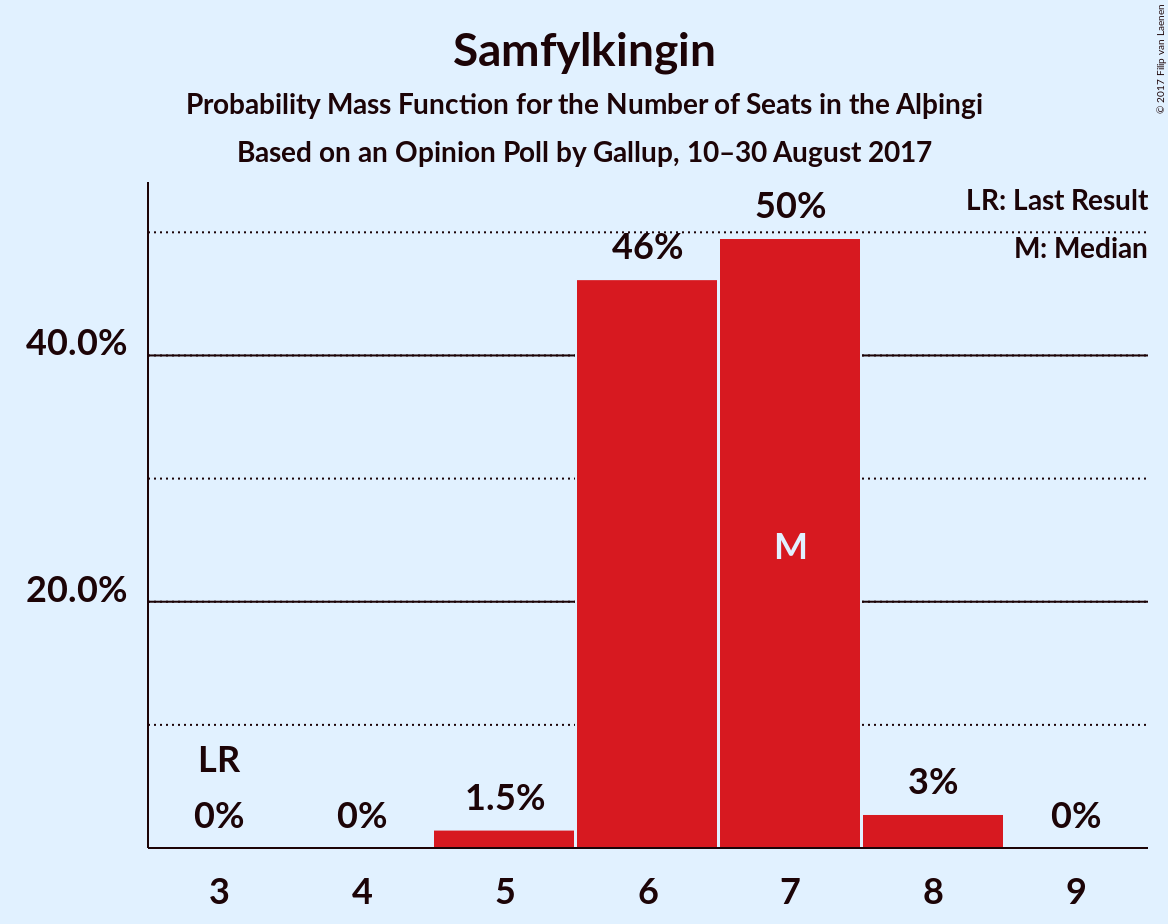 Samfylkingin
Probability Mass Function for the Number of Seats in the Alþingi
Based on an Opinion Poll by Gallup, 10–30 August 2017
© 2017 Filip van Laenen
LR: Last Result
M: Median
50%
46%
40.0%
M
20.0%
LR
0%
0%
1.5%
3%
0%
3 4 5 6 7 8 9